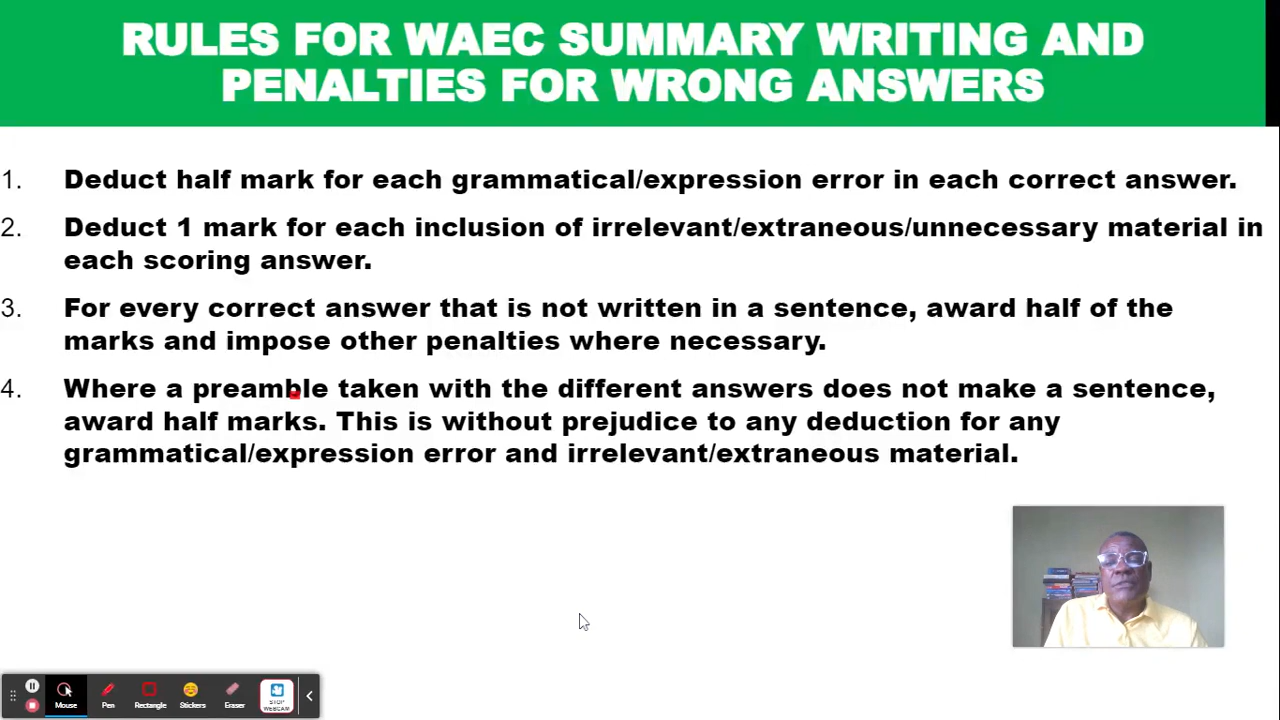 RULES FOR WAEC SUMMARY WRITING AND
PENALTIES FOR WRONG ANSWERS
1. Deduct half mark for each grammatical/expression error in each correct answer.
2. Deduct 1 mark for each inclusion of irrelevant/extraneous/unnecessary material in
each scoring answer.
3. For every correct answer that is not written in a sentence, award half of the
marks and impose other penalties where necessary.
4. Where a preamble taken with the different answers does not make a sentence,
award half marks. This is without prejudice to any deduction for any
grammatical/expression error and irrelevant/extraneous material.
Mouse Pen Rectangle Stickers Eraser STOP WEBCAM